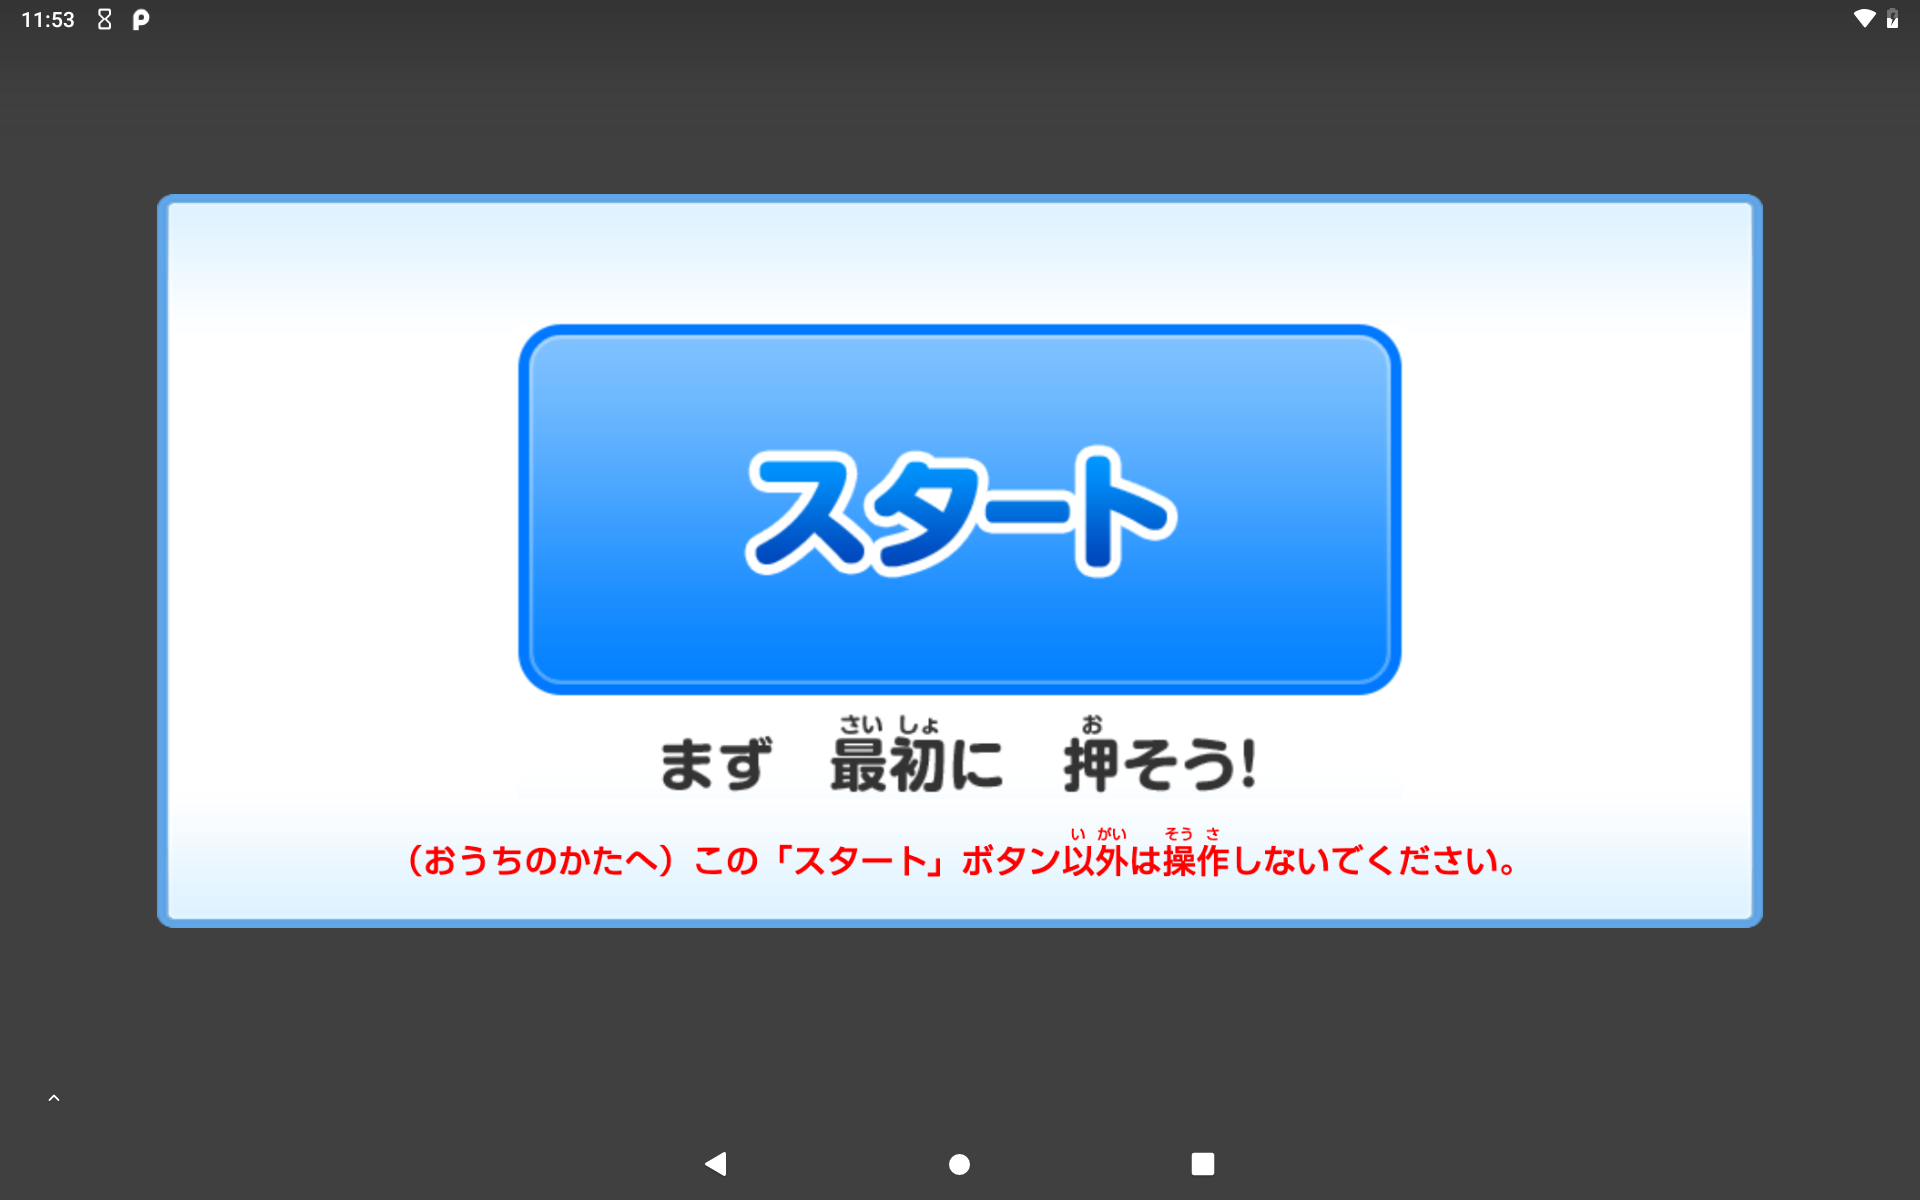 11:53
スタート
さい しょ お
まず 最初に 押そう!
い がい そう さ
(おうちのかたへ)この「スタート」ボタン以外は操作しないでください。